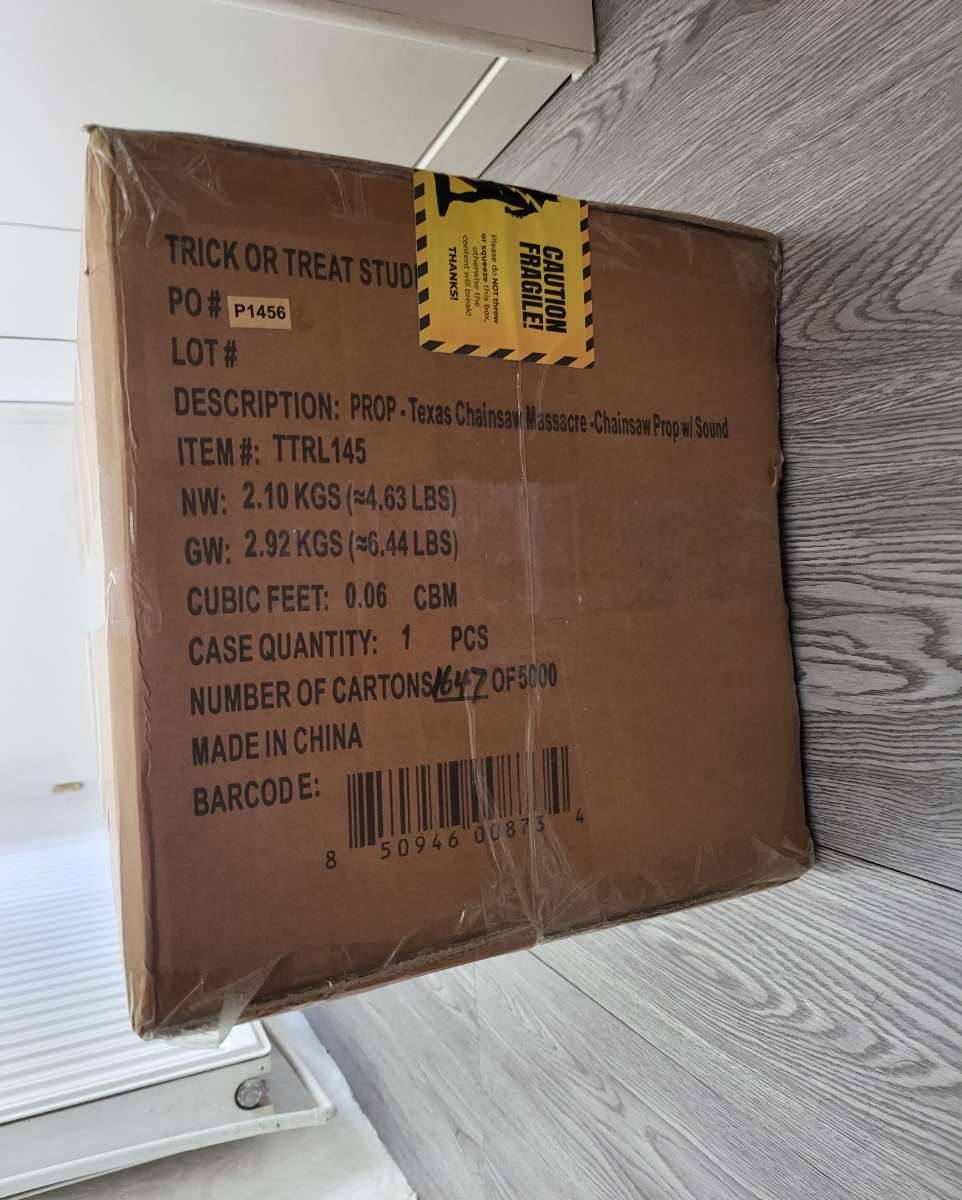 TRICK OR TREAT STUD
PO # P1456
LOT #
DESCRIPTION: PROP - Texas Chainsaw Massacre -Chainsaw Prop w/ Sound
ITEM #: TTRL145
NW: 2.10 KGS (≈4.63 LBS)
GW: 2.92 KGS (≈6.44 LBS)
CUBIC FEET: 0.06 CBM
CASE QUANTITY: 1 PCS
NUMBER OF CARTONS 1647 OF 5000
MADE IN CHINA
BARCODE:
8 50946 00873 4
CAUTION
FRAGILE!
Please do NOT throw
or squeeze this box,
otherwise the
content will break!
THANKS!